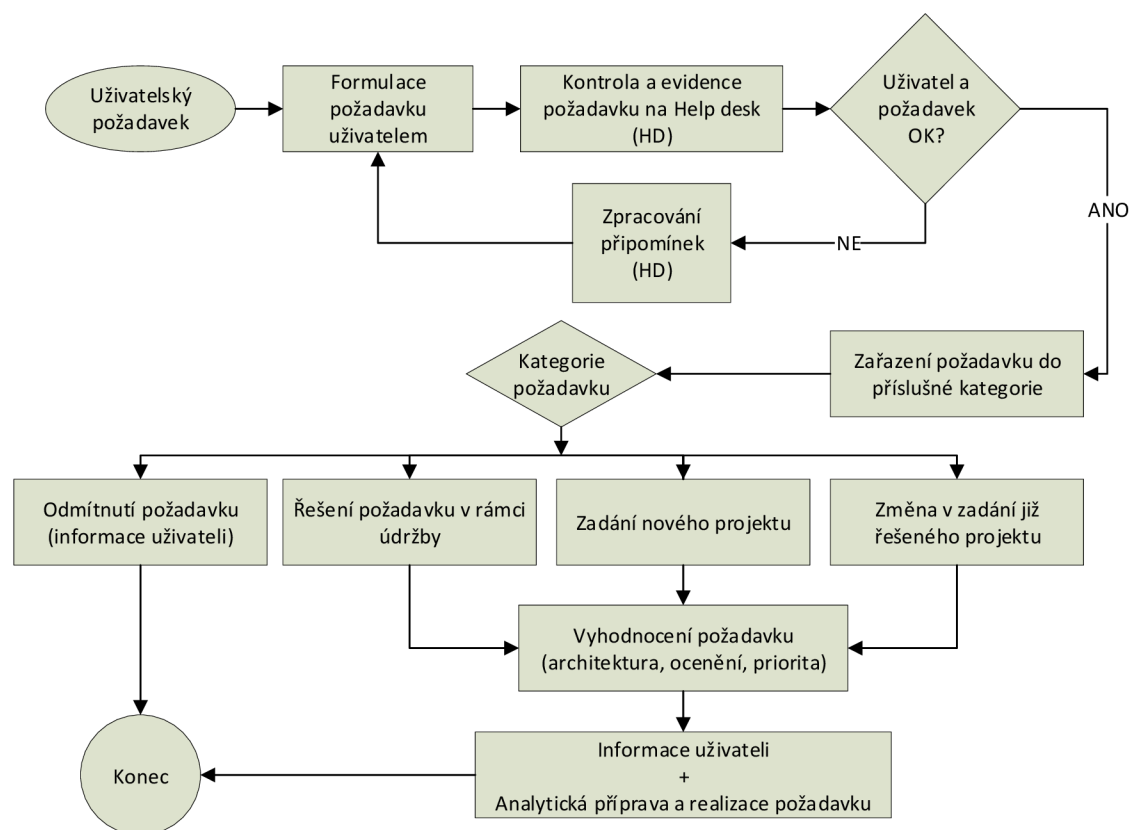 Uživatelský
požadavek
Formulace
požadavku
uživatelem
Kontrola a evidence
požadavku na Help desk
(HD)
Uživatel a
požadavek
OK?
ANO
Zpracování
připomínek
(HD)
NE
Kategorie
požadavku
Zařazení požadavku do
příslušné kategorie
Odmítnutí požadavku
(informace uživateli)
Řešení požadavku v rámci
údržby
Zadání nového projektu
Změna v zadání již
řešeného projektu
Vyhodnocení požadavku
(architektura, ocenění, priorita)
Konec
Informace uživateli
+
Analytická příprava a realizace požadavku